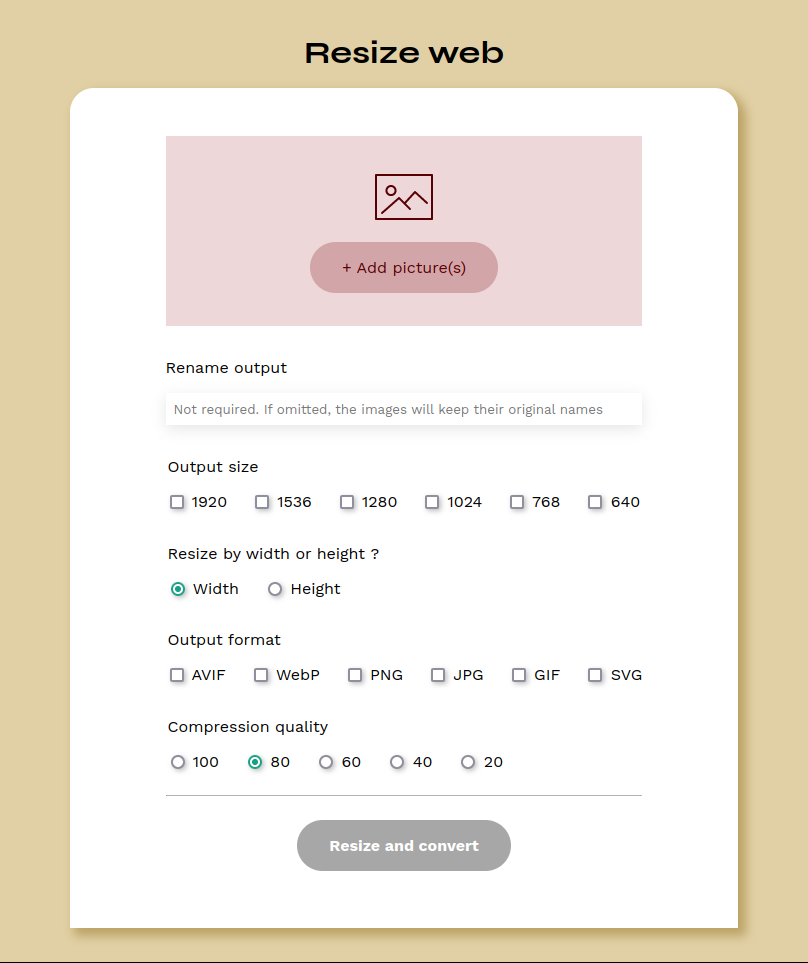 Resize web
+ Add picture(s)
Rename output
Not required. If omitted, the images will keep their original names
Output size
1920 1536 1280 1024 768 640
Resize by width or height ?
Width Height
Output format
AVIF WebP PNG JPG GIF SVG
Compression quality
100 80 60 40 20
Resize and convert